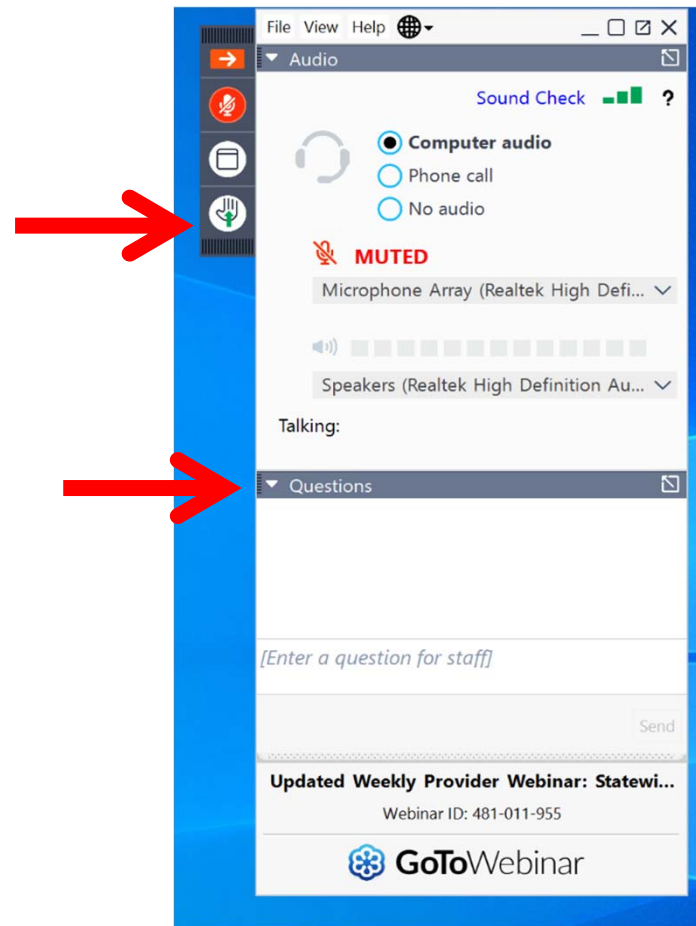 File View Help
Audio
Sound Check ?
Computer audio
Phone call
No audio
MUTED
Microphone Array (Realtek High Defi...
Speakers (Realtek High Definition Au...
Talking:
Questions
[Enter a question for staff]
Send
Updated Weekly Provider Webinar: Statewi...
Webinar ID: 481-011-955
GoToWebinar